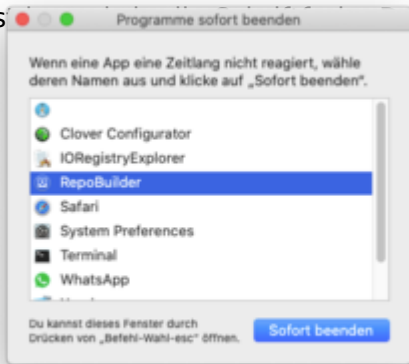 Programme sofort beenden
Wenn eine App eine Zeitlang nicht reagiert, wähle
deren Namen aus und klicke auf „Sofort beenden“.
Clover Configurator
IORegistryExplorer
RepoBuilder
Safari
System Preferences
Terminal
WhatsApp
Du kannst dieses Fenster durch
Drücken von „Befehl-Wahl-esc“ öffnen.
Sofort beenden